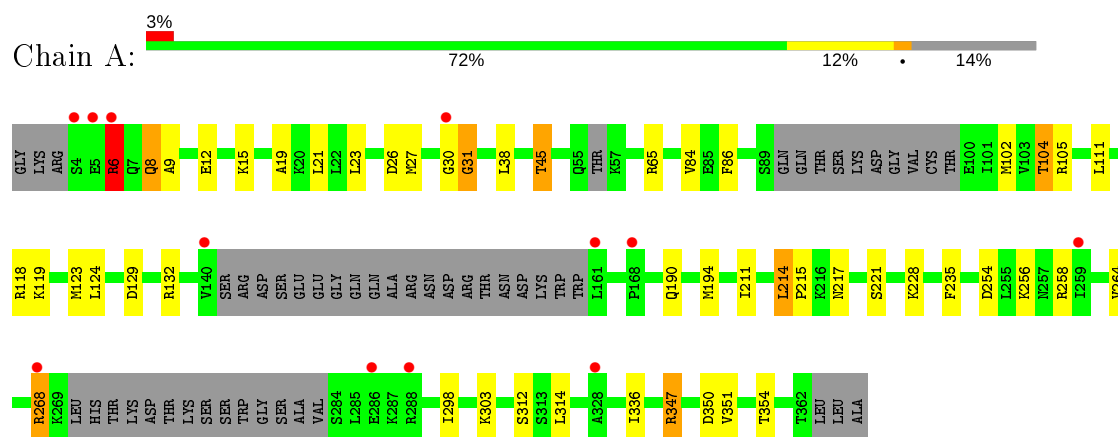 3%
Chain A:
72% 12% • 14%
GLY LYS ARG S4 E5 R6 Q7 Q8 A9 E12 K15 A19 K20 L21 L22 L23 D26 M27 G30 G31 L38 T45 Q55 THR K57 R65 V84 E85 F86 S89 GLN GLN THR SER LYS ASP GLY VAL CYS THR E100 I101 M102 V103 T104 R105 L111
R118 K119 M123 L124 D129 R132 V140 SER ARG ASP SER GLU GLU GLY GLN GLN ALA ARG ASN ASP ARG THR ASN ASP LYS TRP TRP L161 P168 Q190 M194 I211 L214 P215 K216 N217 S221 K228 F235 D254 L255 K256 N257 R258 I259 V264
R268 K269 LEU HIS THR LYS ASP THR LYS SER SER TRP GLY SER ALA VAL S284 L285 E286 K287 R288 I298 K303 S312 S313 L314 A328 I336 R347 D350 V351 T354 T362 LEU LEU ALA